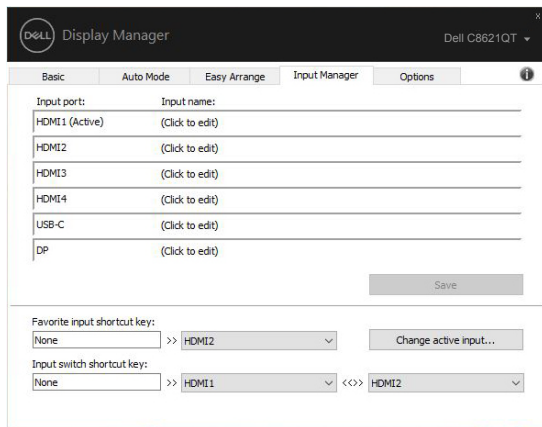 x
DELL Display Manager
Dell C8621QT
Basic Auto Mode Easy Arrange Input Manager Options i
Input port: Input name:
HDMI1 (Active) (Click to edit)
HDMI2 (Click to edit)
HDMI3 (Click to edit)
HDMI4 (Click to edit)
USB-C (Click to edit)
DP (Click to edit)
Save
Favorite input shortcut key:
None >> HDMI2 Change active input...
Input switch shortcut key:
None >> HDMI1 <<>> HDMI2